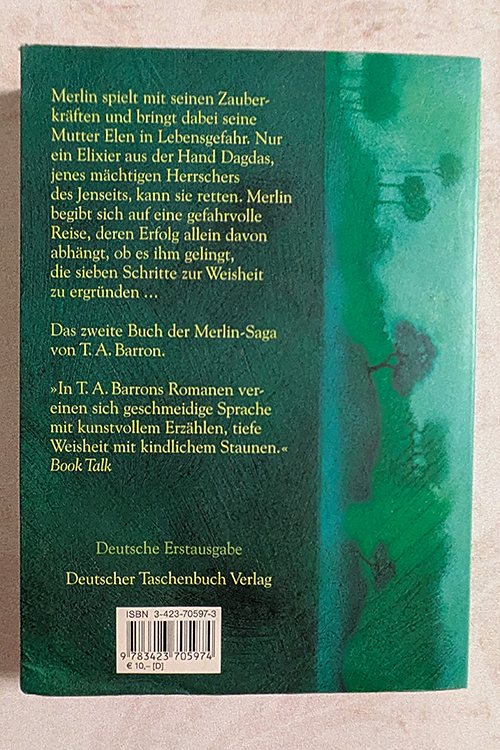 Merlin spielt mit seinen Zauber-
kräften und bringt dabei seine
Mutter Elen in Lebensgefahr. Nur
ein Elixier aus der Hand Dagdas,
jenes mächtigen Herrschers
des Jenseits, kann sie retten. Merlin
begibt sich auf eine gefahrvolle
Reise, deren Erfolg allein davon
abhängt, ob es ihm gelingt,
die sieben Schritte zur Weisheit
zu ergründen ...
Das zweite Buch der Merlin-Saga
von T. A. Barron.
»In T. A. Barrons Romanen ver-
einen sich geschmeidige Sprache
mit kunstvollem Erzählen, tiefe
Weisheit mit kindlichem Staunen.«
Book Talk
Deutsche Erstausgabe
Deutscher Taschenbuch Verlag
ISBN 3-423-70597-3
9 783423 705974
€ 10,– [D]